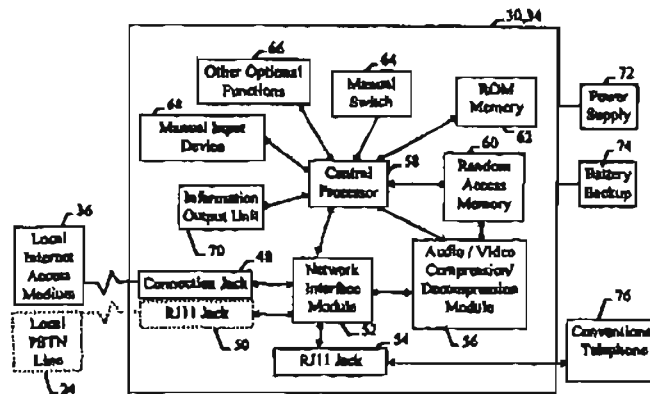 30, 34
66
Other Optional
Functions
64
Manual
Switch
ROM
Memory
62
72
Power
Supply
68
Manual Input
Device
60
Random
Access
Memory
74
Battery
Backup
58
Central
Processor
Information
Output Unit
70
36
Local
Internet
Access
Medium
48
Connection Jack
RJ11 Jack
50
Network
Interface
Module
52
Audio / Video
Compression/
Decompression
Module
56
Local
PSTN
Line
24
54
RJ11 Jack
76
Conventional
Telephone